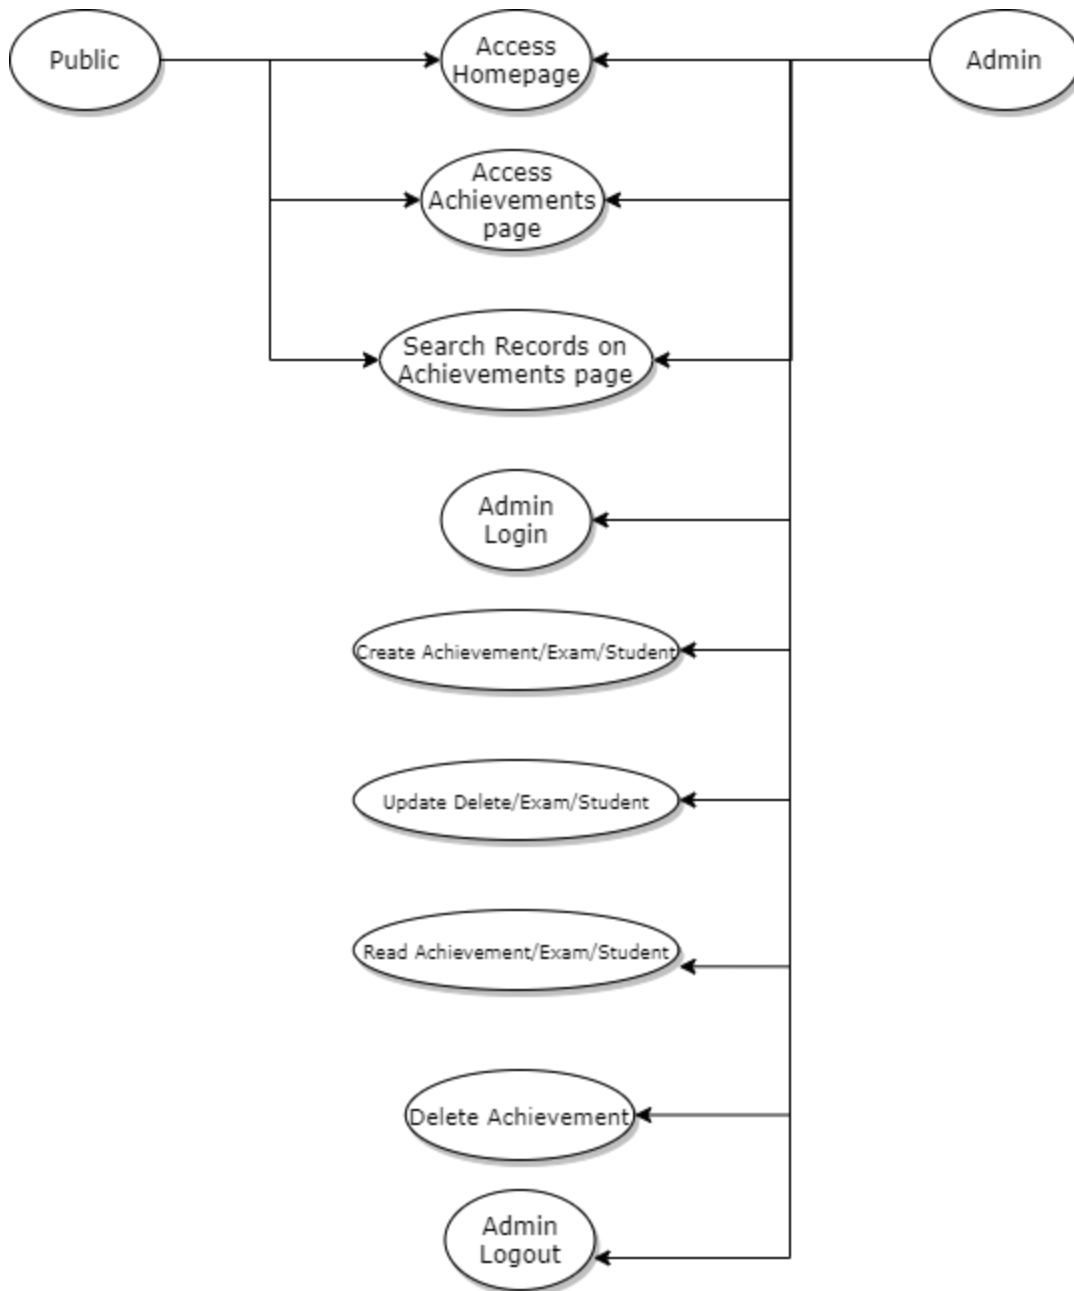 Public
Access
Homepage
Admin
Access
Achievements
page
Search Records on
Achievements page
Admin
Login
Create Achievement/Exam/Student
Update Delete/Exam/Student
Read Achievement/Exam/Student
Delete Achievement
Admin
Logout